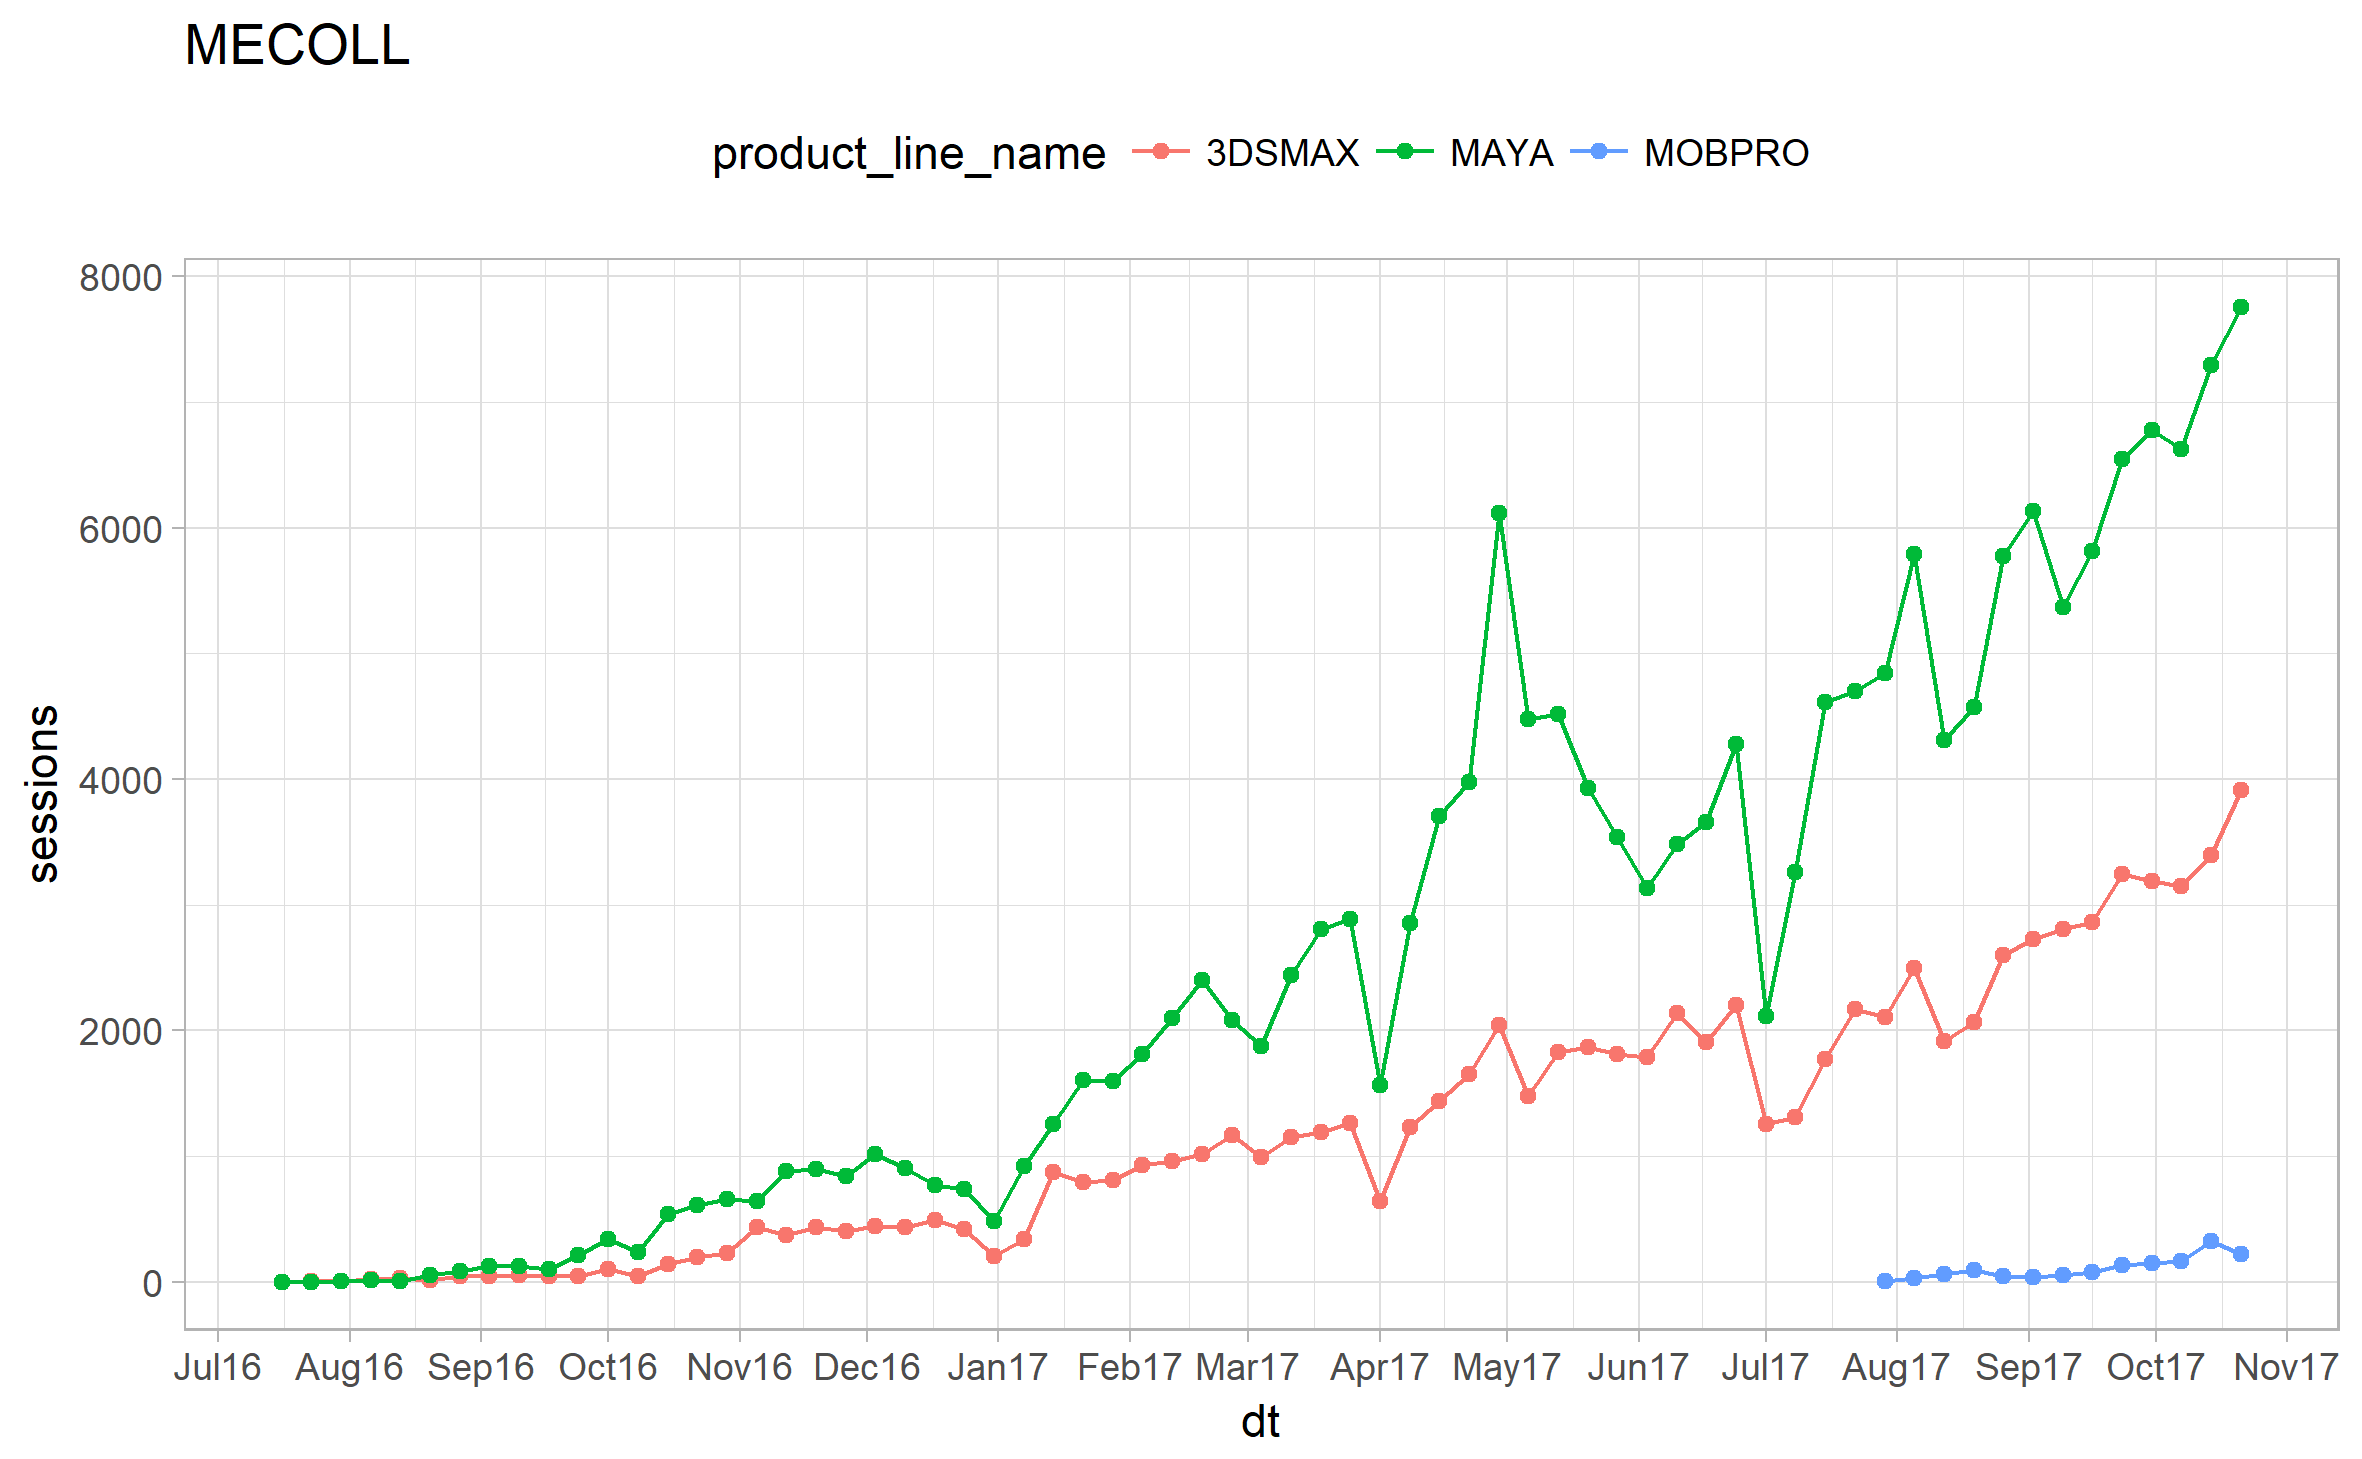 MECOLL
product_line_name 3DSMAX MAYA MOBPRO
8000
6000
4000
2000
0
sessions
Jul16 Aug16 Sep16 Oct16 Nov16 Dec16 Jan17 Feb17 Mar17 Apr17 May17 Jun17 Jul17 Aug17 Sep17 Oct17 Nov17
dt